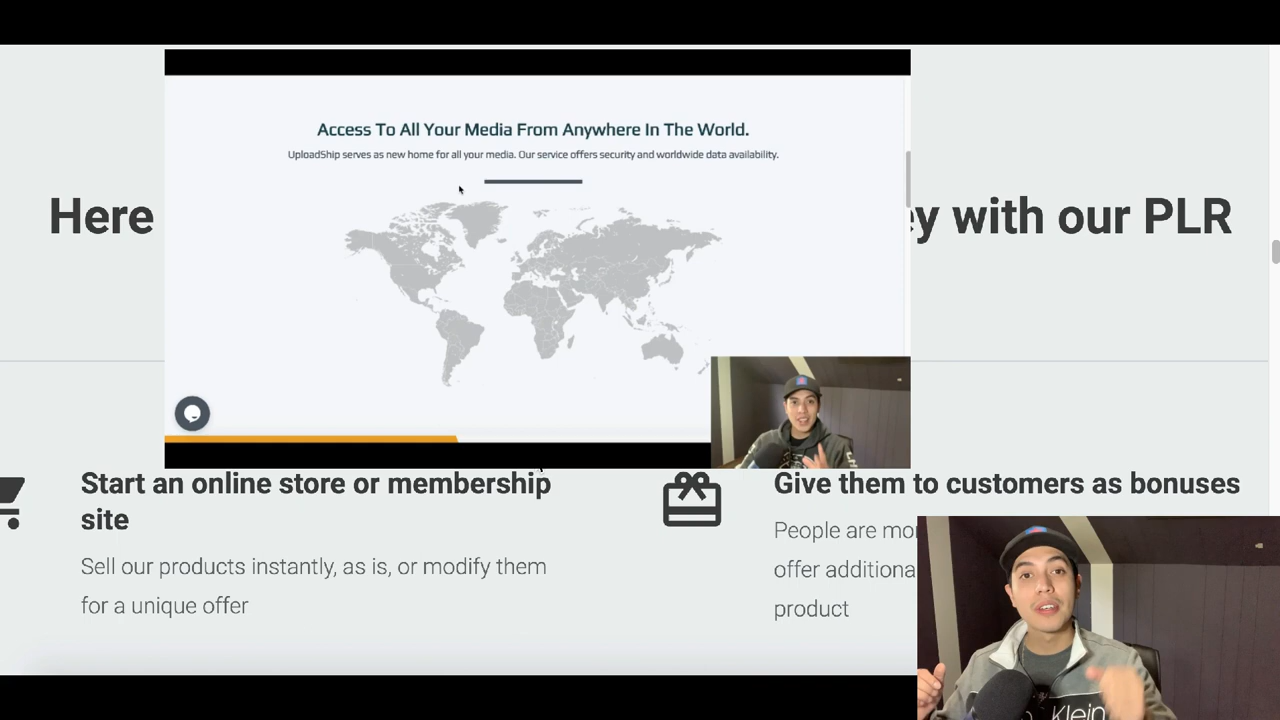 Access To All Your Media From Anywhere In The World.
UploadShip serves as new home for all your media. Our service offers security and worldwide data availability.
Here
ey with our PLR
Start an online store or membership
site
Sell our products instantly, as is, or modify them
for a unique offer
Give them to customers as bonuses
People are mo
offer additiona
product
Klein